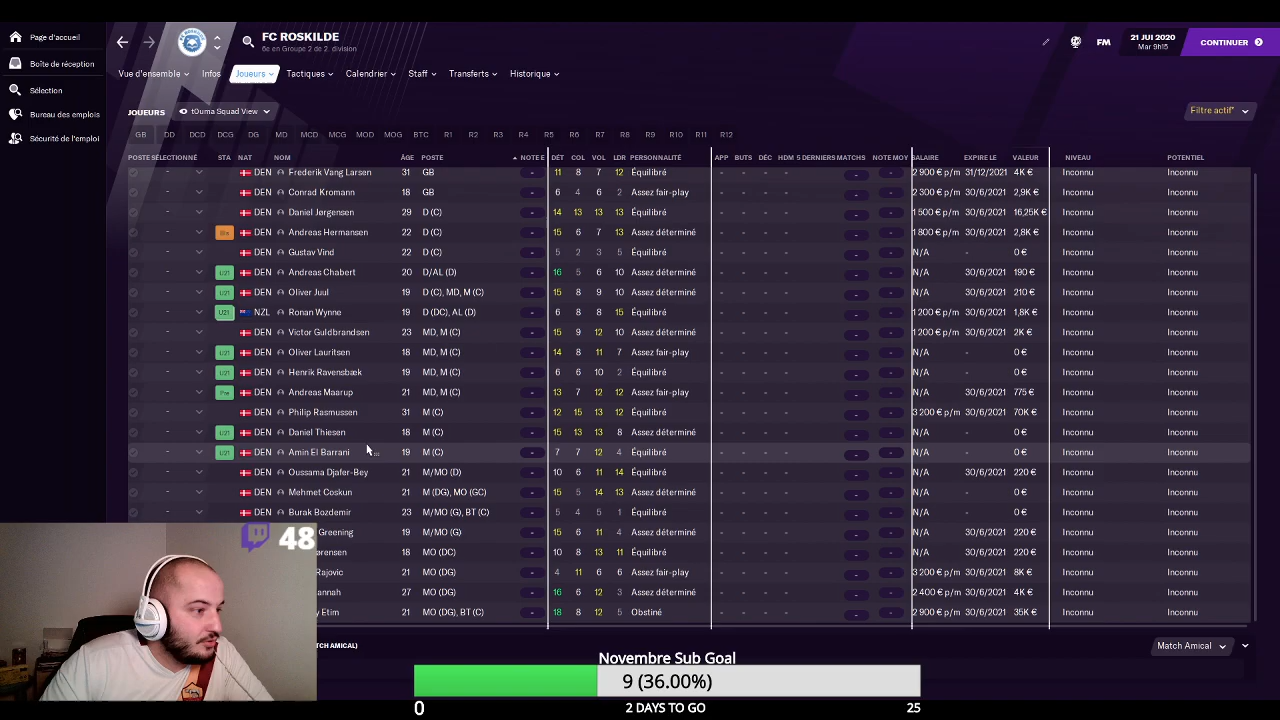 Page d'accueil
Boîte de réception
Sélection
Bureau des emplois
Sécurité de l'emploi
FC ROSKILDE
6e en Groupe 2 de 2. division
FM
21 JUI 2020
Mar 9h15
CONTINUER
Vue d'ensemble Infos Joueurs Tactiques Calendrier Staff Transferts Historique
JOUEURS tOuma Squad View Filtre actif*
GB DD DCD DCG DG MD MCD MCG MOD MOG BTC R1 R2 R3 R4 R5 R6 R7 R8 R9 R10 R11 R12
POSTE SÉLECTIONNÉ STA NAT NOM ÂGE POSTE NOTE E DÉT COL VOL LDR PERSONNALITÉ APP BUTS DÉC HDM 5 DERNIERS MATCHS NOTE MOY SALAIRE EXPIRE LE VALEUR NIVEAU POTENTIEL
- DEN Frederik Vang Larsen 31 GB - 11 8 7 12 Équilibré - - - - - - 2 900 € p/m 31/12/2021 4K € Inconnu Inconnu
- DEN Conrad Kromann 18 GB - 6 4 6 2 Assez fair-play - - - - - - 2 300 € p/m 30/6/2021 2,9K € Inconnu Inconnu
- DEN Daniel Jørgensen 29 D (C) - 14 13 13 13 Équilibré - - - - - - 1 500 € p/m 30/6/2021 16,25K € Inconnu Inconnu
- DEN Andreas Hermansen 22 D (C) - 15 6 7 13 Assez déterminé - - - - - - 1 800 € p/m 30/6/2021 2,8K € Inconnu Inconnu
- DEN Gustav Vind 22 D (C) - 5 2 3 5 Équilibré - - - - - - N/A - 0 € Inconnu Inconnu
- U21 DEN Andreas Chabert 20 D/AL (D) - 16 5 6 10 Assez déterminé - - - - - - N/A 30/6/2021 190 € Inconnu Inconnu
- U21 DEN Oliver Juul 19 D (C), MD, M (C) - 15 8 9 10 Assez déterminé - - - - - - N/A 30/6/2021 210 € Inconnu Inconnu
- U21 NZL Ronan Wynne 19 D (DC), AL (D) - 6 8 8 15 Équilibré - - - - - - 1 200 € p/m 30/6/2021 1,8K € Inconnu Inconnu
- DEN Victor Guldbrandsen 23 MD, M (C) - 15 9 12 10 Assez déterminé - - - - - - 1 200 € p/m 30/6/2021 2K € Inconnu Inconnu
- U21 DEN Oliver Lauritsen 18 MD, M (C) - 14 8 11 7 Assez fair-play - - - - - - N/A - 0 € Inconnu Inconnu
- U21 DEN Henrik Ravensbæk 19 MD, M (C) - 6 6 10 2 Équilibré - - - - - - N/A - 0 € Inconnu Inconnu
- Pre DEN Andreas Maarup 21 MD, M (C) - 13 7 12 12 Assez fair-play - - - - - - N/A 30/6/2021 775 € Inconnu Inconnu
- DEN Philip Rasmussen 31 M (C) - 12 15 13 12 Équilibré - - - - - - 3 200 € p/m 30/6/2021 70K € Inconnu Inconnu
- U21 DEN Daniel Thiesen 18 M (C) - 15 13 13 8 Assez déterminé - - - - - - N/A - 0 € Inconnu Inconnu
- U21 DEN Amin El Barrani 19 M (C) - 7 7 12 4 Équilibré - - - - - - N/A - 0 € Inconnu Inconnu
- DEN Oussama Djafer-Bey 21 M/MO (D) - 10 6 11 14 Équilibré - - - - - - N/A 30/6/2021 220 € Inconnu Inconnu
- DEN Mehmet Coskun 21 M (DG), MO (GC) - 15 5 14 13 Assez déterminé - - - - - - N/A - 0 € Inconnu Inconnu
- DEN Burak Bozdemir 23 M/MO (G), BT (C) - 5 4 5 1 Équilibré - - - - - - N/A - 0 € Inconnu Inconnu
Greening 19 M/MO (G) - 15 6 11 4 Assez déterminé - - - - - - N/A 30/6/2021 220 € Inconnu Inconnu
ørensen 18 MO (DC) - 10 8 13 11 Équilibré - - - - - - N/A 30/6/2021 220 € Inconnu Inconnu
Rajovic 21 MO (DG) - 4 11 6 6 Assez fair-play - - - - - - 3 200 € p/m 30/6/2021 8K € Inconnu Inconnu
annah 27 MO (DG) - 16 6 12 3 Assez déterminé - - - - - - 2 400 € p/m 30/6/2021 4K € Inconnu Inconnu
y Etim 21 MO (DG), BT (C) - 18 8 12 5 Obstiné - - - - - - 2 900 € p/m 30/6/2021 35K € Inconnu Inconnu
48
TCH AMICAL) Match Amical
Novembre Sub Goal
9 (36.00%)
0 2 DAYS TO GO 25